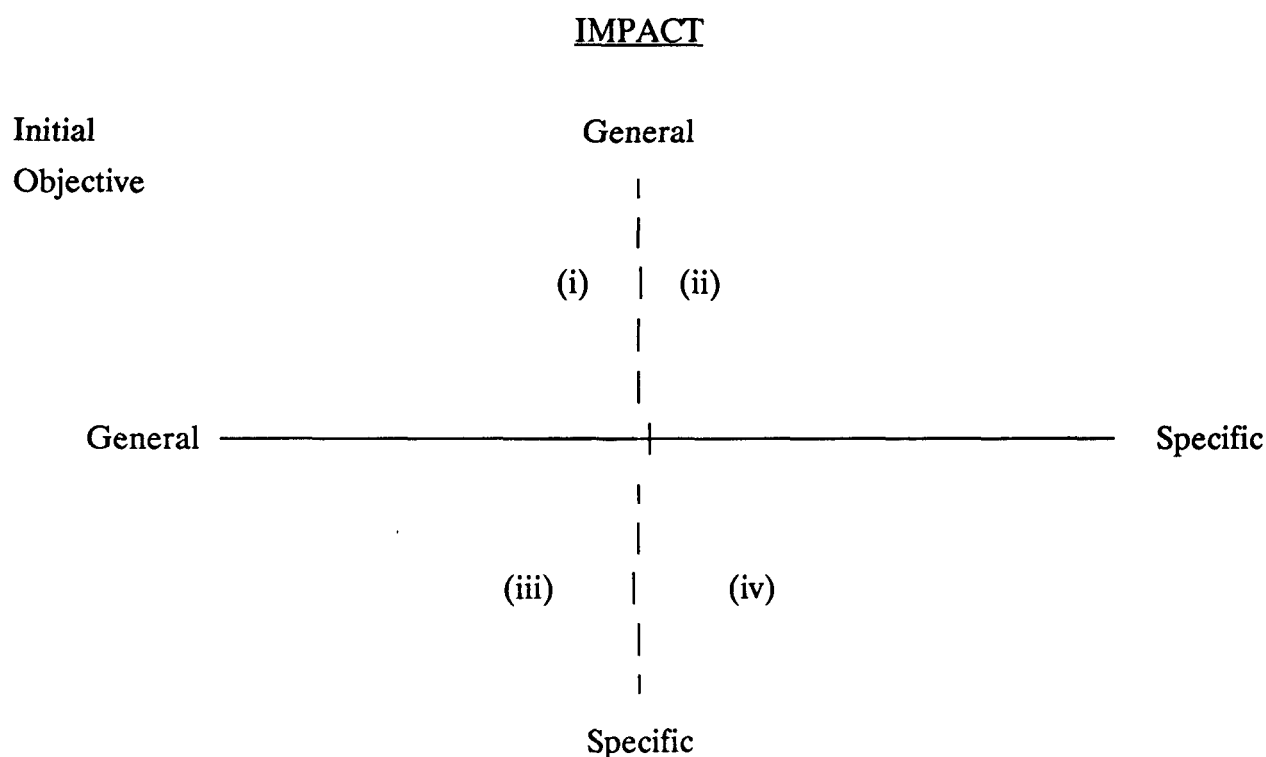 IMPACT
Initial
Objective
General
(i)
(ii)
General
Specific
(iii)
(iv)
Specific